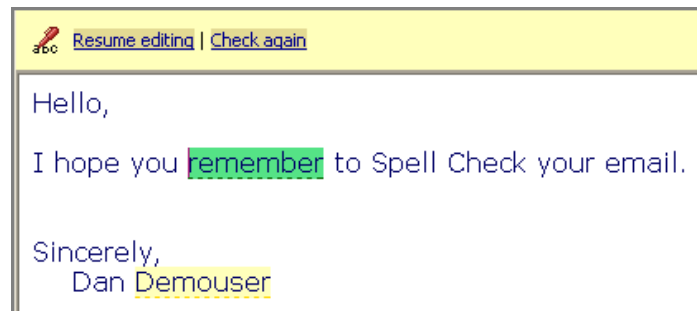 abc Resume editing | Check again
Hello,
I hope you remember to Spell Check your email.
Sincerely,
Dan Demouser